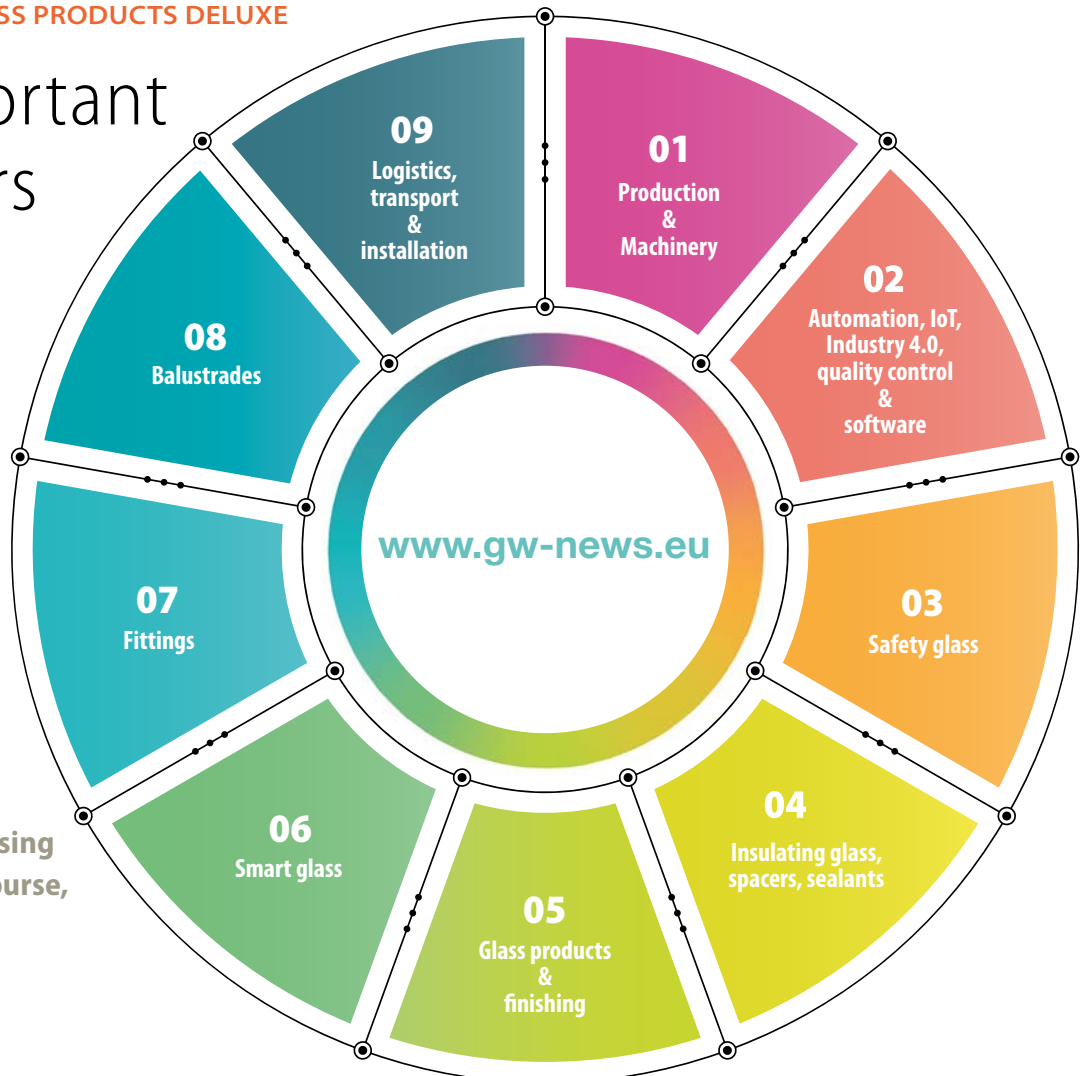 SS PRODUCTS DELUXE
ortant
rs
01
Production
&
Machinery
02
Automation, IoT,
Industry 4.0,
quality control
&
software
03
Safety glass
04
Insulating glass,
spacers, sealants
05
Glass products
&
finishing
06
Smart glass
07
Fittings
08
Balustrades
09
Logistics,
transport
&
installation
www.gw-news.eu
sing
ourse,